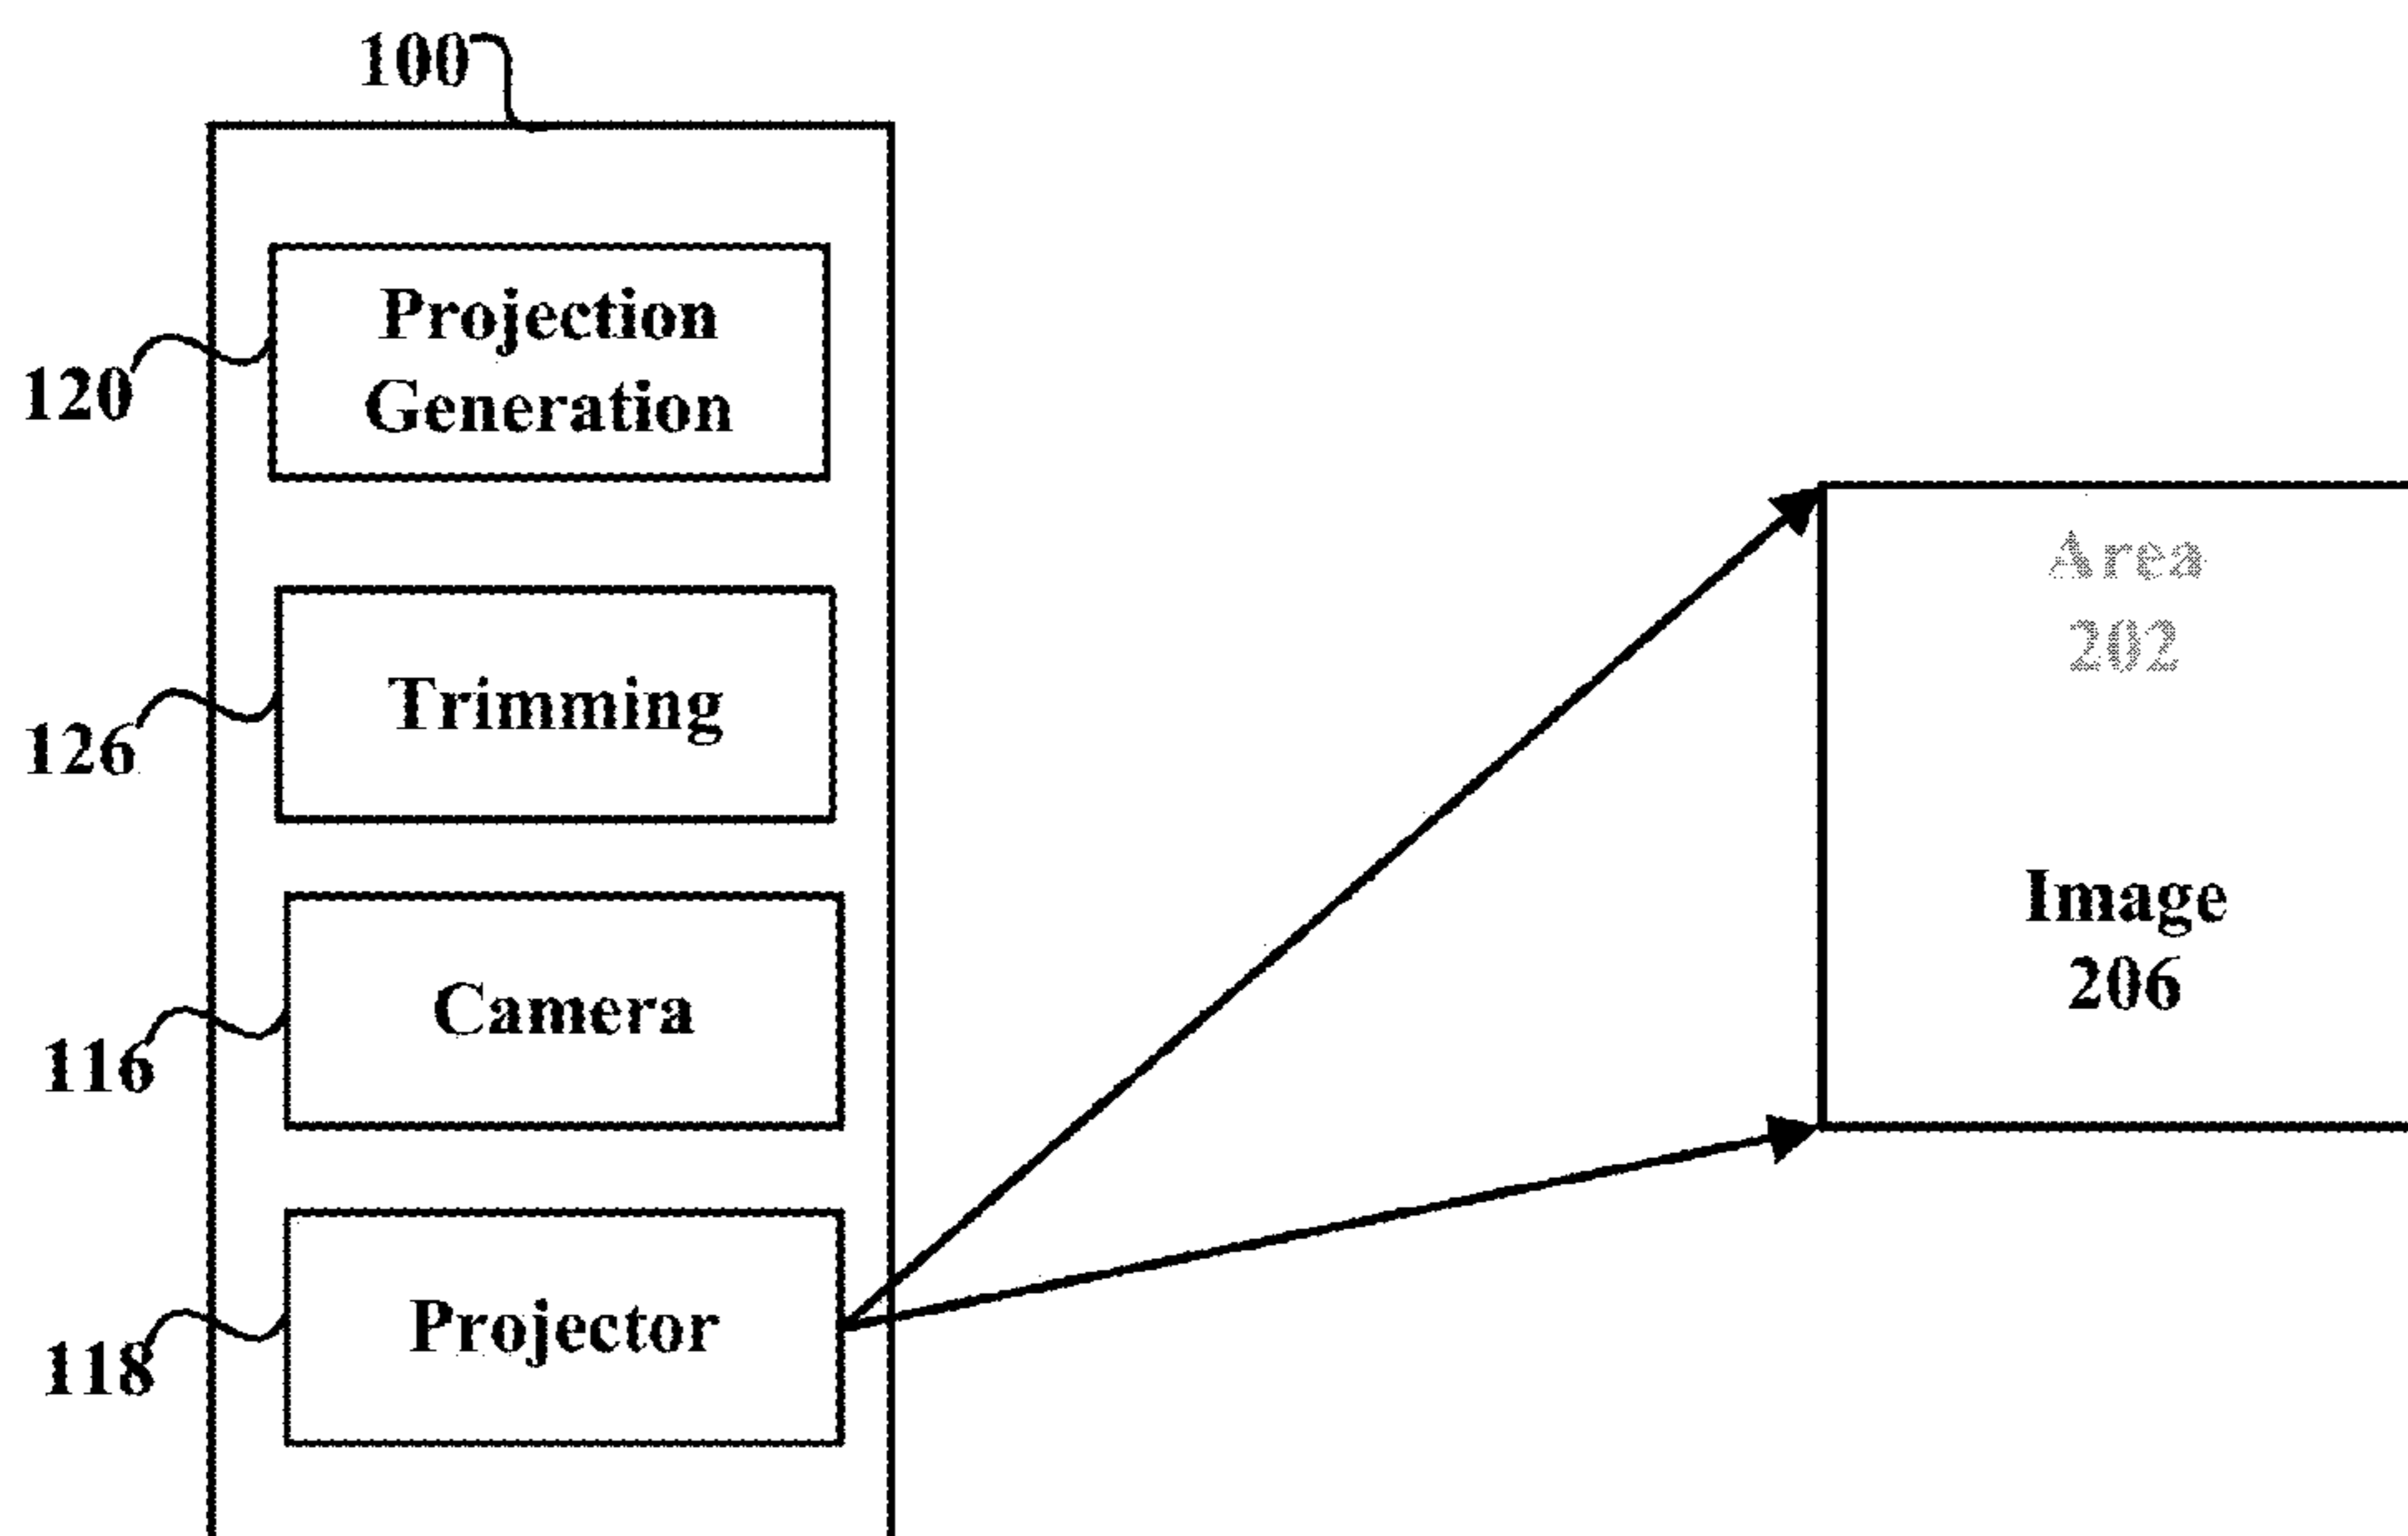 100
Projection
Generation
120
Trimming
126
Camera
116
Projector
118
Area
202
Image
206